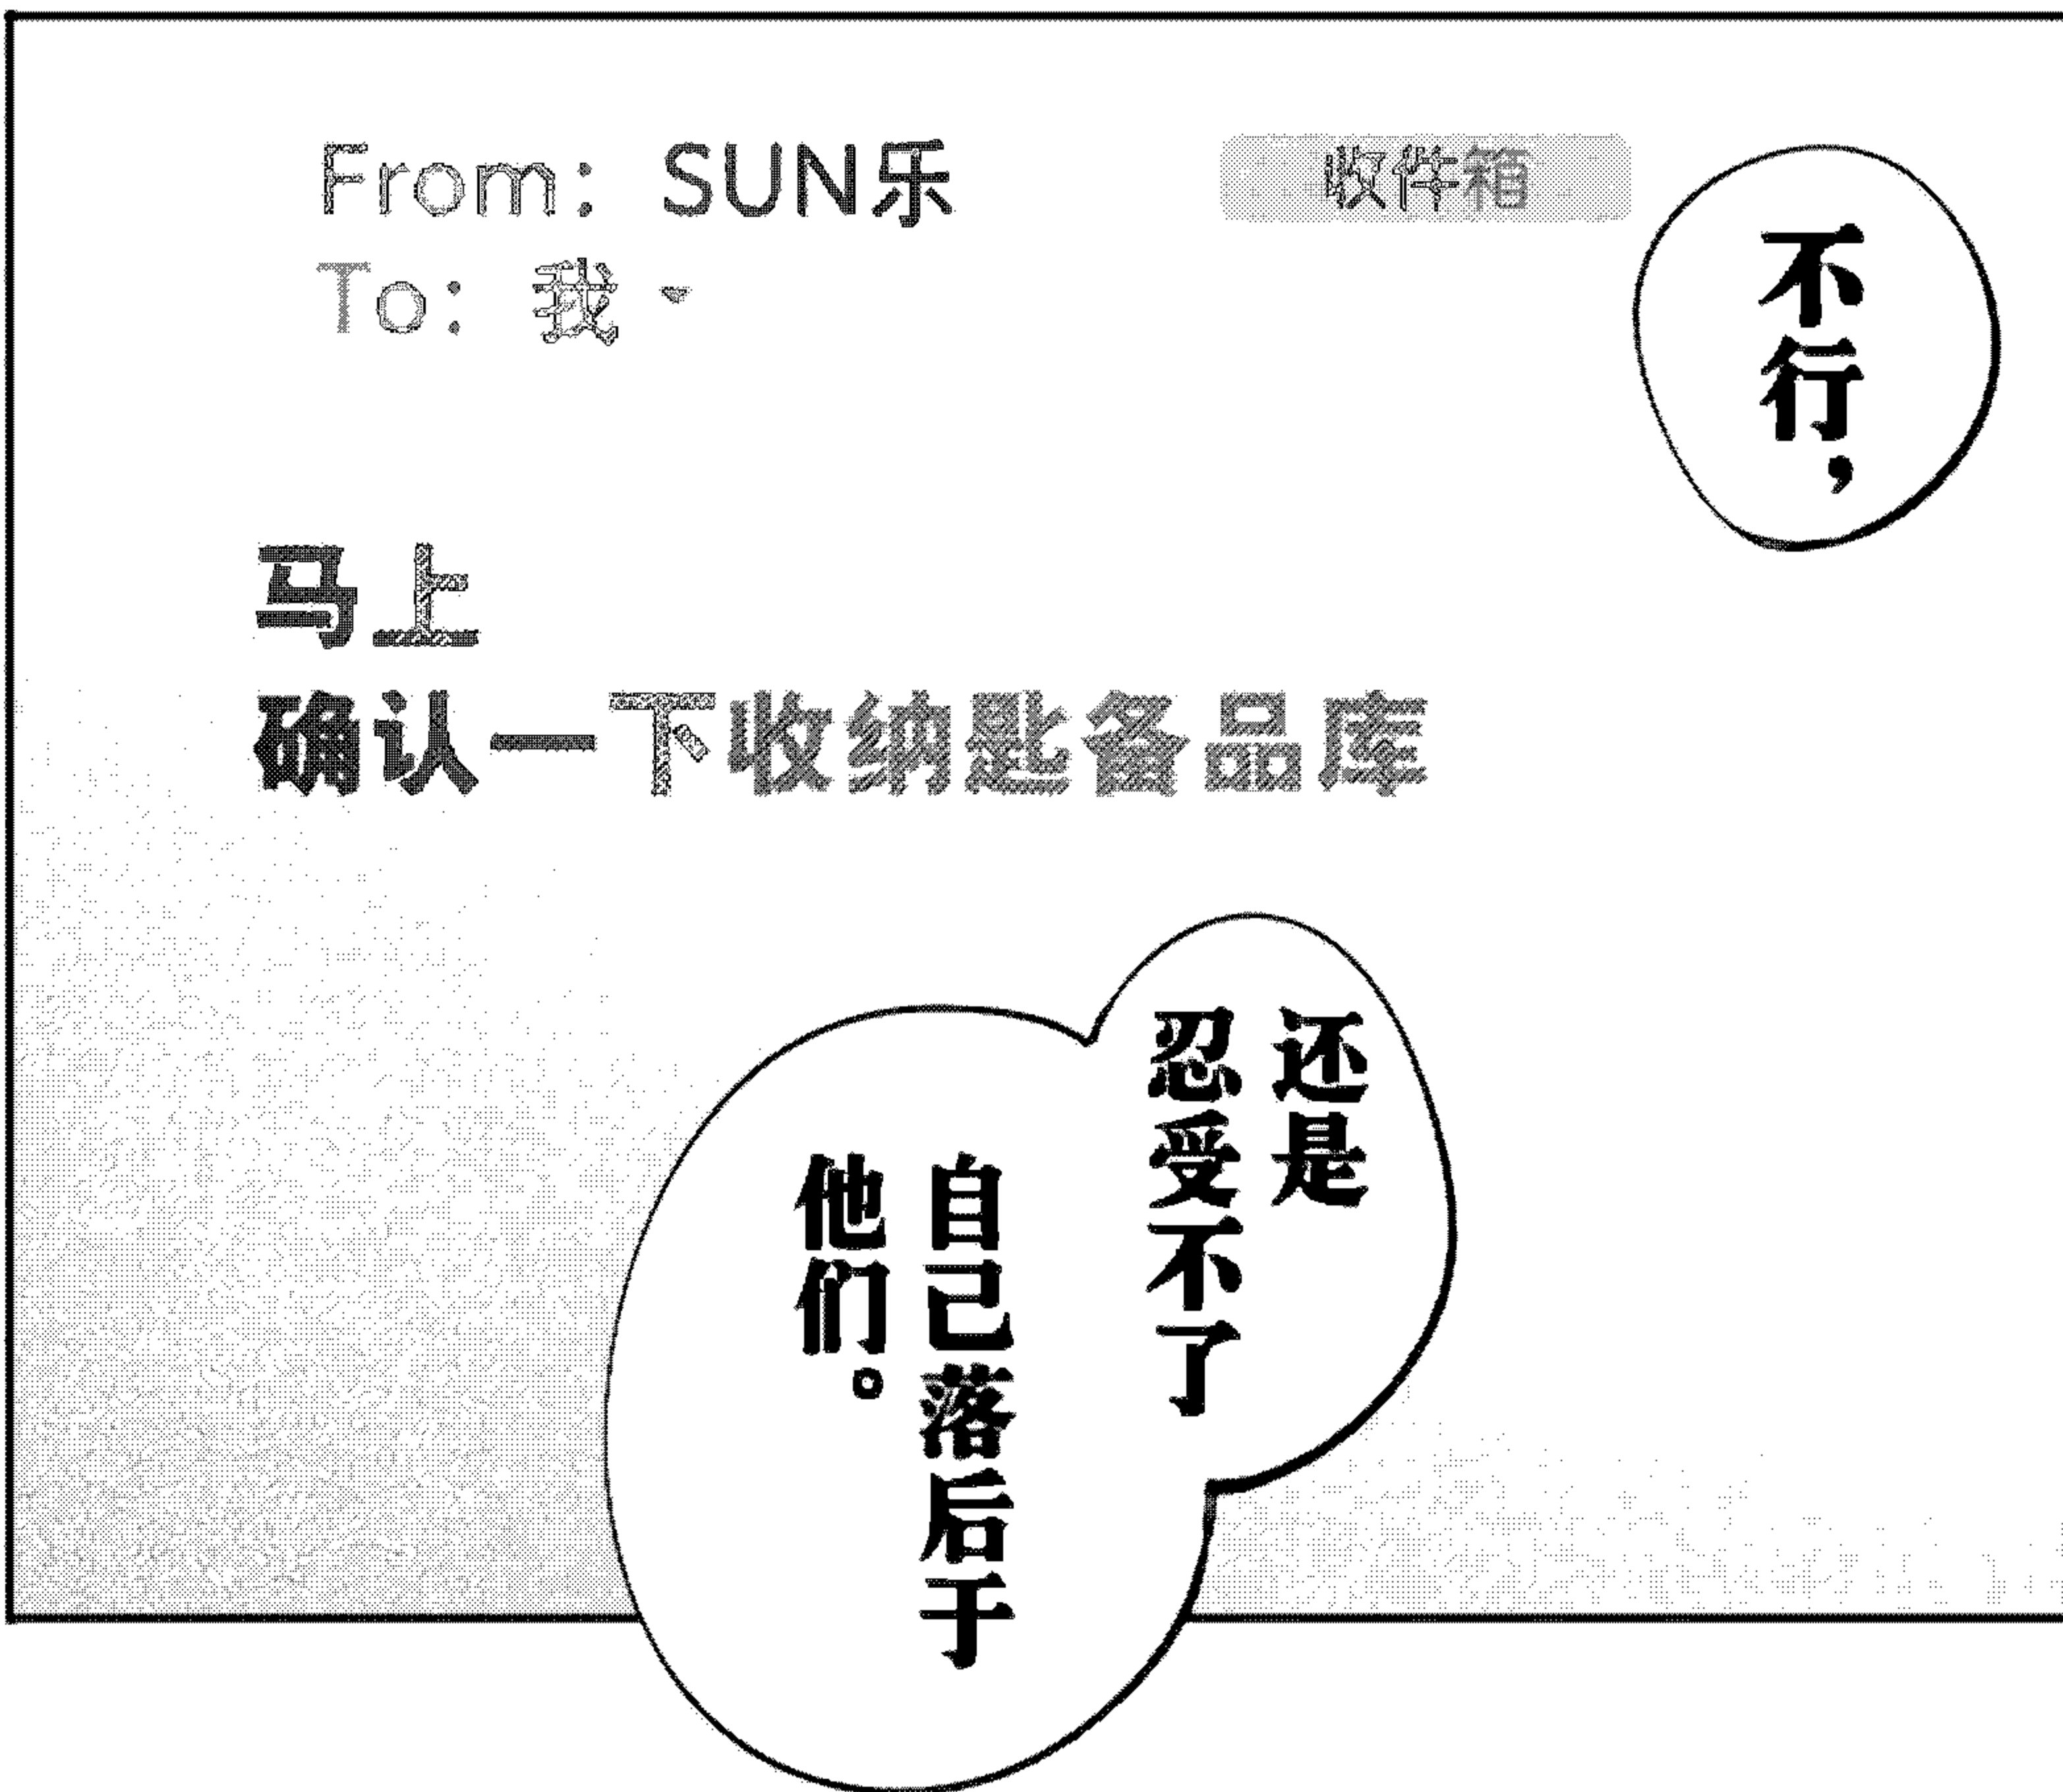 From: SUN乐
收件箱
To: 我
不行，
马上
确认一下收纳匙备品库
还是
忍受不了
自己落后于
他们。